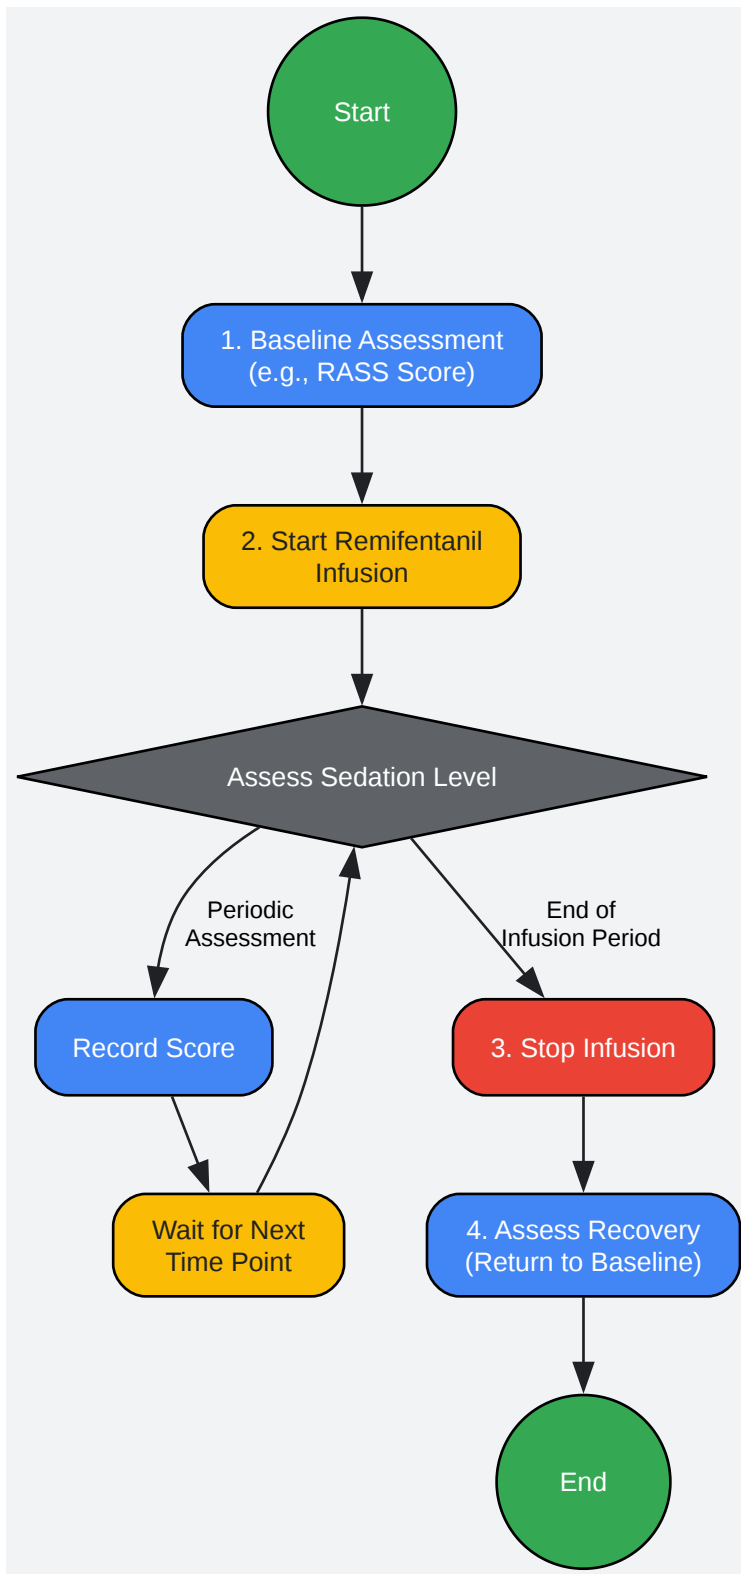 Start
1. Baseline Assessment
(e.g., RASS Score)
2. Start Remifentanil
Infusion
Assess Sedation Level
Periodic
Assessment
End of
Infusion Period
Record Score
3. Stop Infusion
Wait for Next
Time Point
4. Assess Recovery
(Return to Baseline)
End